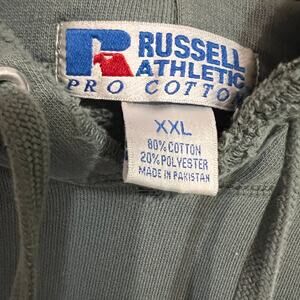 RUSSELL
ATHLETIC
PRO COTTON
XXL
80% COTTON
20% POLYESTER
MADE IN PAKISTAN